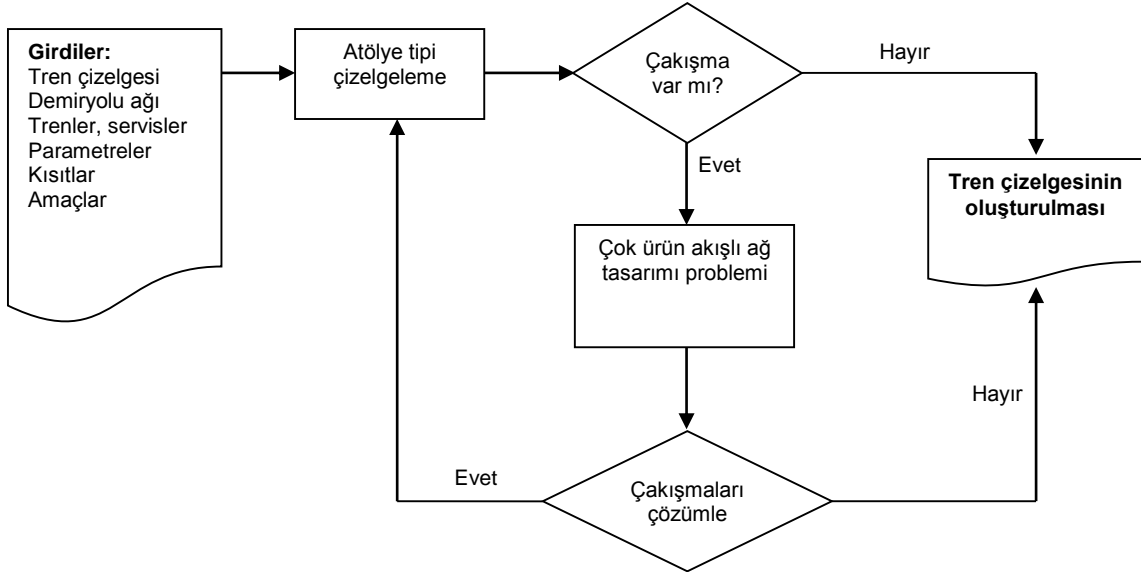 Girdiler:
Tren çizelgesi
Demiryolu ağı
Trenler, servisler
Parametreler
Kısıtlar
Amaçlar
Atölye tipi
çizelgeleme
Çakışma
var mı?
Hayır
Evet
Tren çizelgesinin
oluşturulması
Çok ürün akışlı ağ
tasarımı problemi
Hayır
Evet
Çakışmaları
çözümle